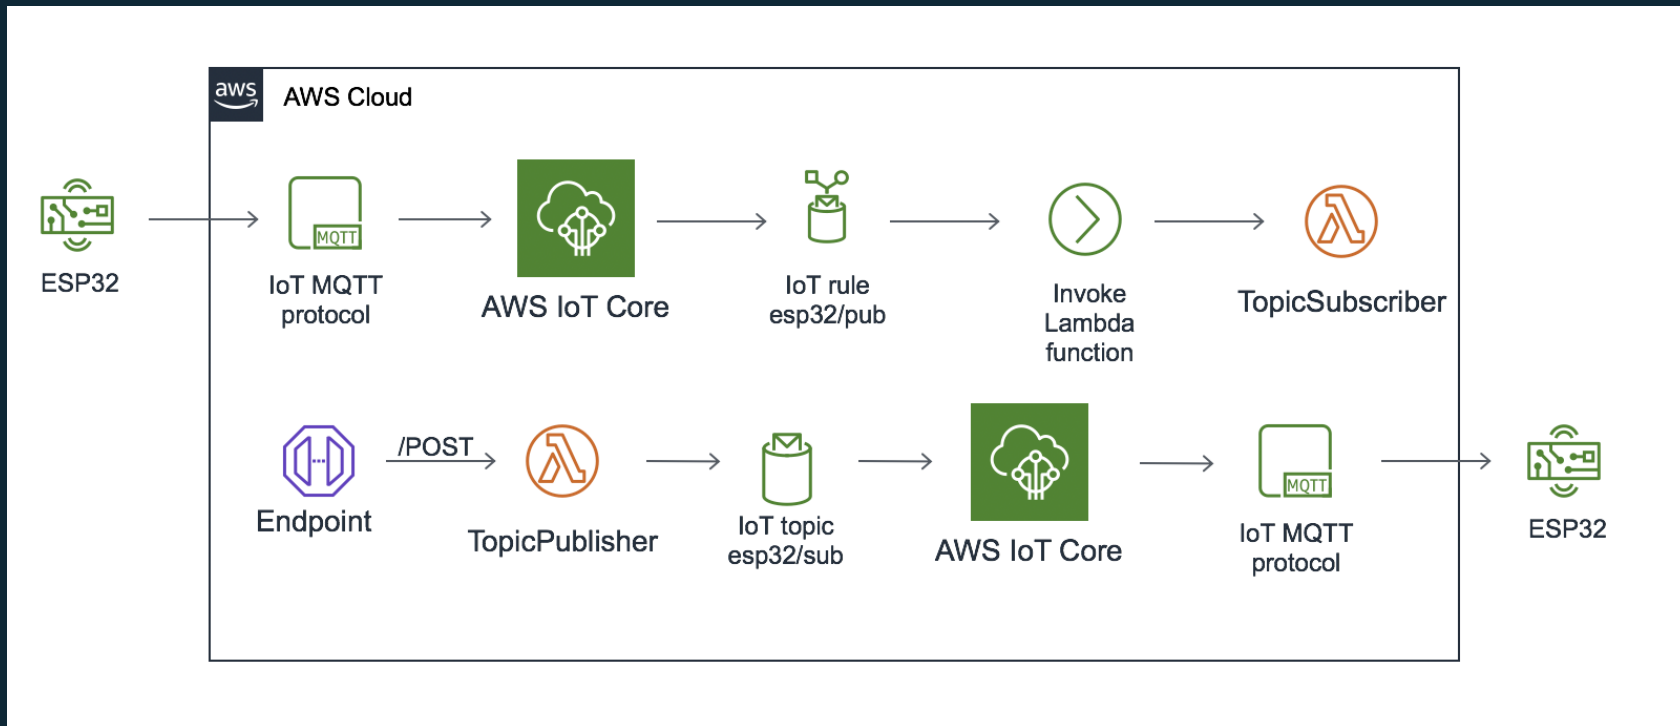 aws
AWS Cloud
ESP32
MQTT
IoT MQTT
protocol
AWS IoT Core
IoT rule
esp32/pub
Invoke
Lambda
function
TopicSubscriber
Endpoint
/POST
TopicPublisher
IoT topic
esp32/sub
AWS IoT Core
MQTT
IoT MQTT
protocol
ESP32